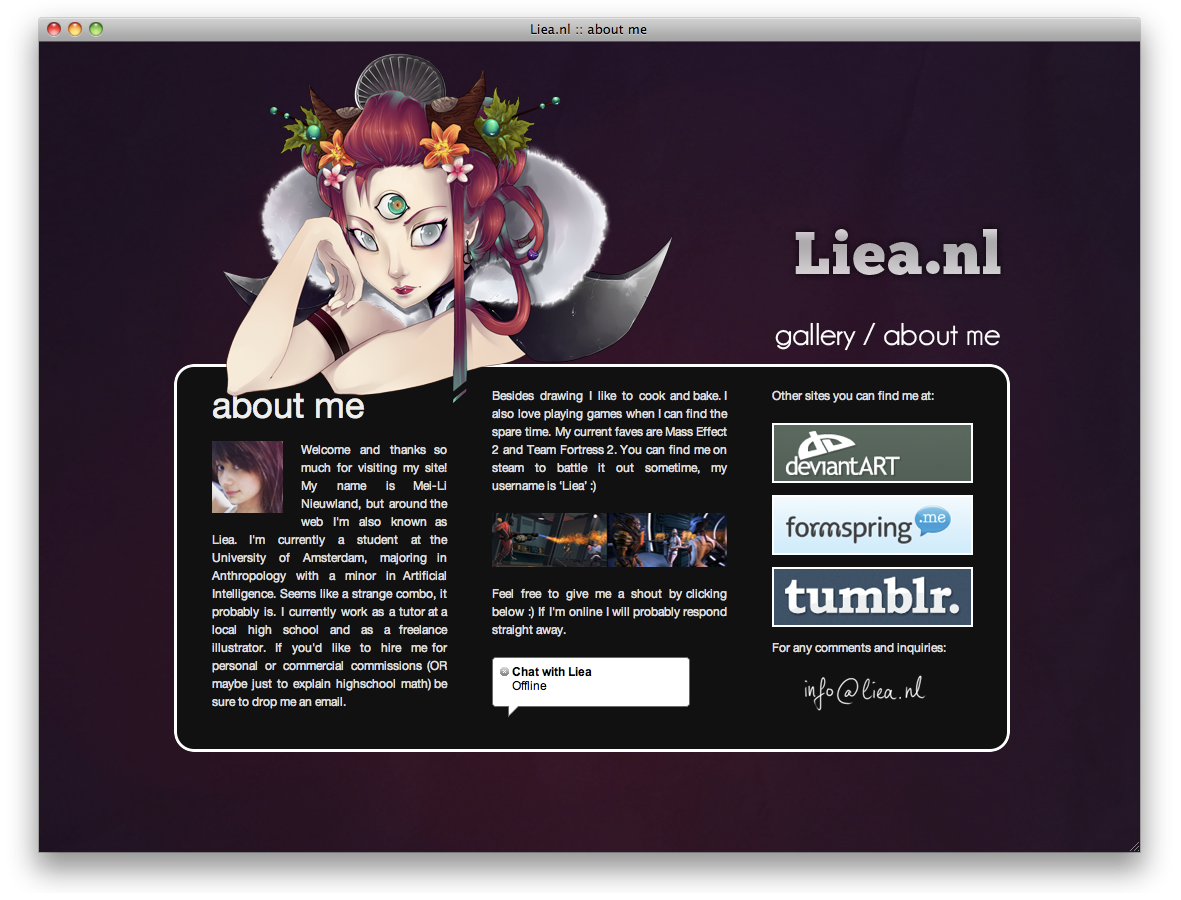 Liea.nl :: about me
Liea.nl
gallery / about me
about me
Welcome and thanks so
much for visiting my site!
My name is Mei-Li
Nieuwland, but around the
web I'm also known as
Liea. I'm currently a student at the
University of Amsterdam, majoring in
Anthropology with a minor in Artificial
Intelligence. Seems like a strange combo, it
probably is. I currently work as a tutor at a
local high school and as a freelance
illustrator. If you'd like to hire me for
personal or commercial commissions (OR
maybe just to explain highschool math) be
sure to drop me an email.
Besides drawing I like to cook and bake. I
also love playing games when I can find the
spare time. My current faves are Mass Effect
2 and Team Fortress 2. You can find me on
steam to battle it out sometime, my
username is 'Liea' :)
Feel free to give me a shout by clicking
below :) If I'm online I will probably respond
straight away.
Chat with Liea
Offline
Other sites you can find me at:
deviantART
formspring.me
tumblr.
For any comments and inquiries:
info@liea.nl